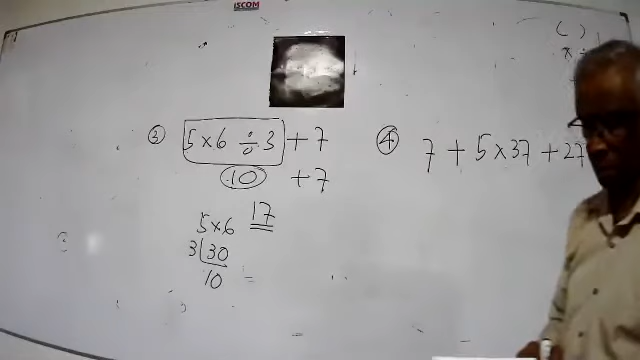 ISCOM
( )
③ 5 × 6 ÷ 3 + 7
10 + 7
17
5 × 6
3 | 30
10
④ 7 + 5 × 37 + 27